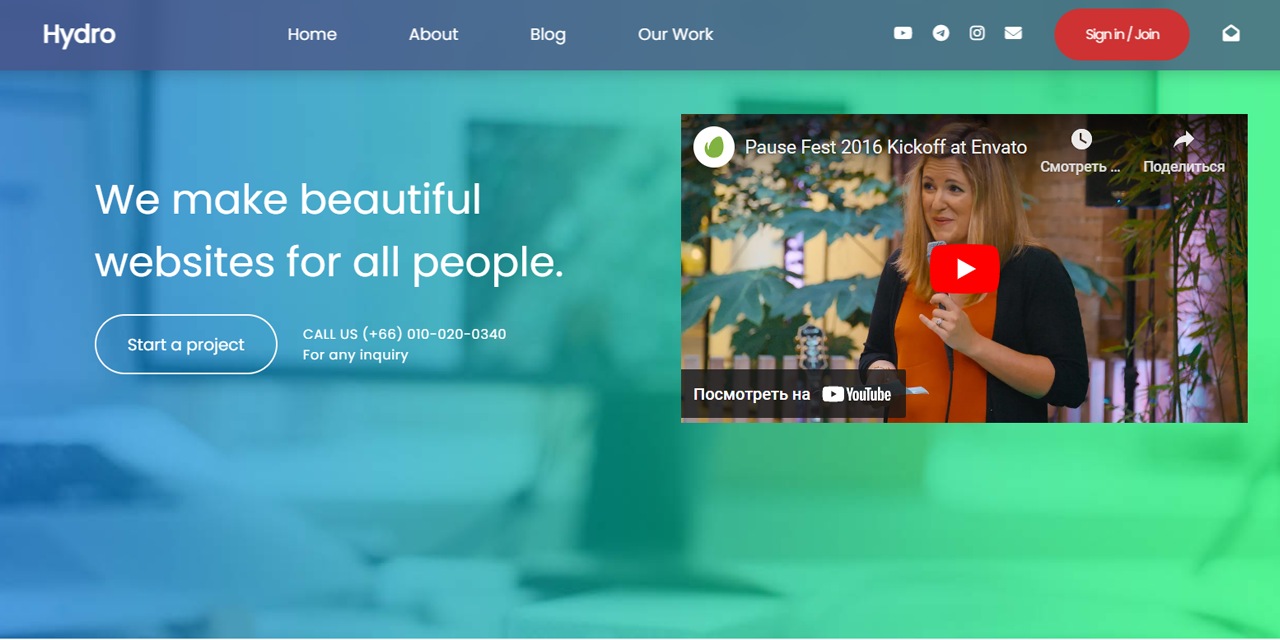 Hydro
Home About Blog Our Work
Sign in / Join
We make beautiful
websites for all people.
Start a project
CALL US (+66) 010-020-0340
For any inquiry
Pause Fest 2016 Kickoff at Envato
Смотреть ...
Поделиться
Посмотреть на YouTube